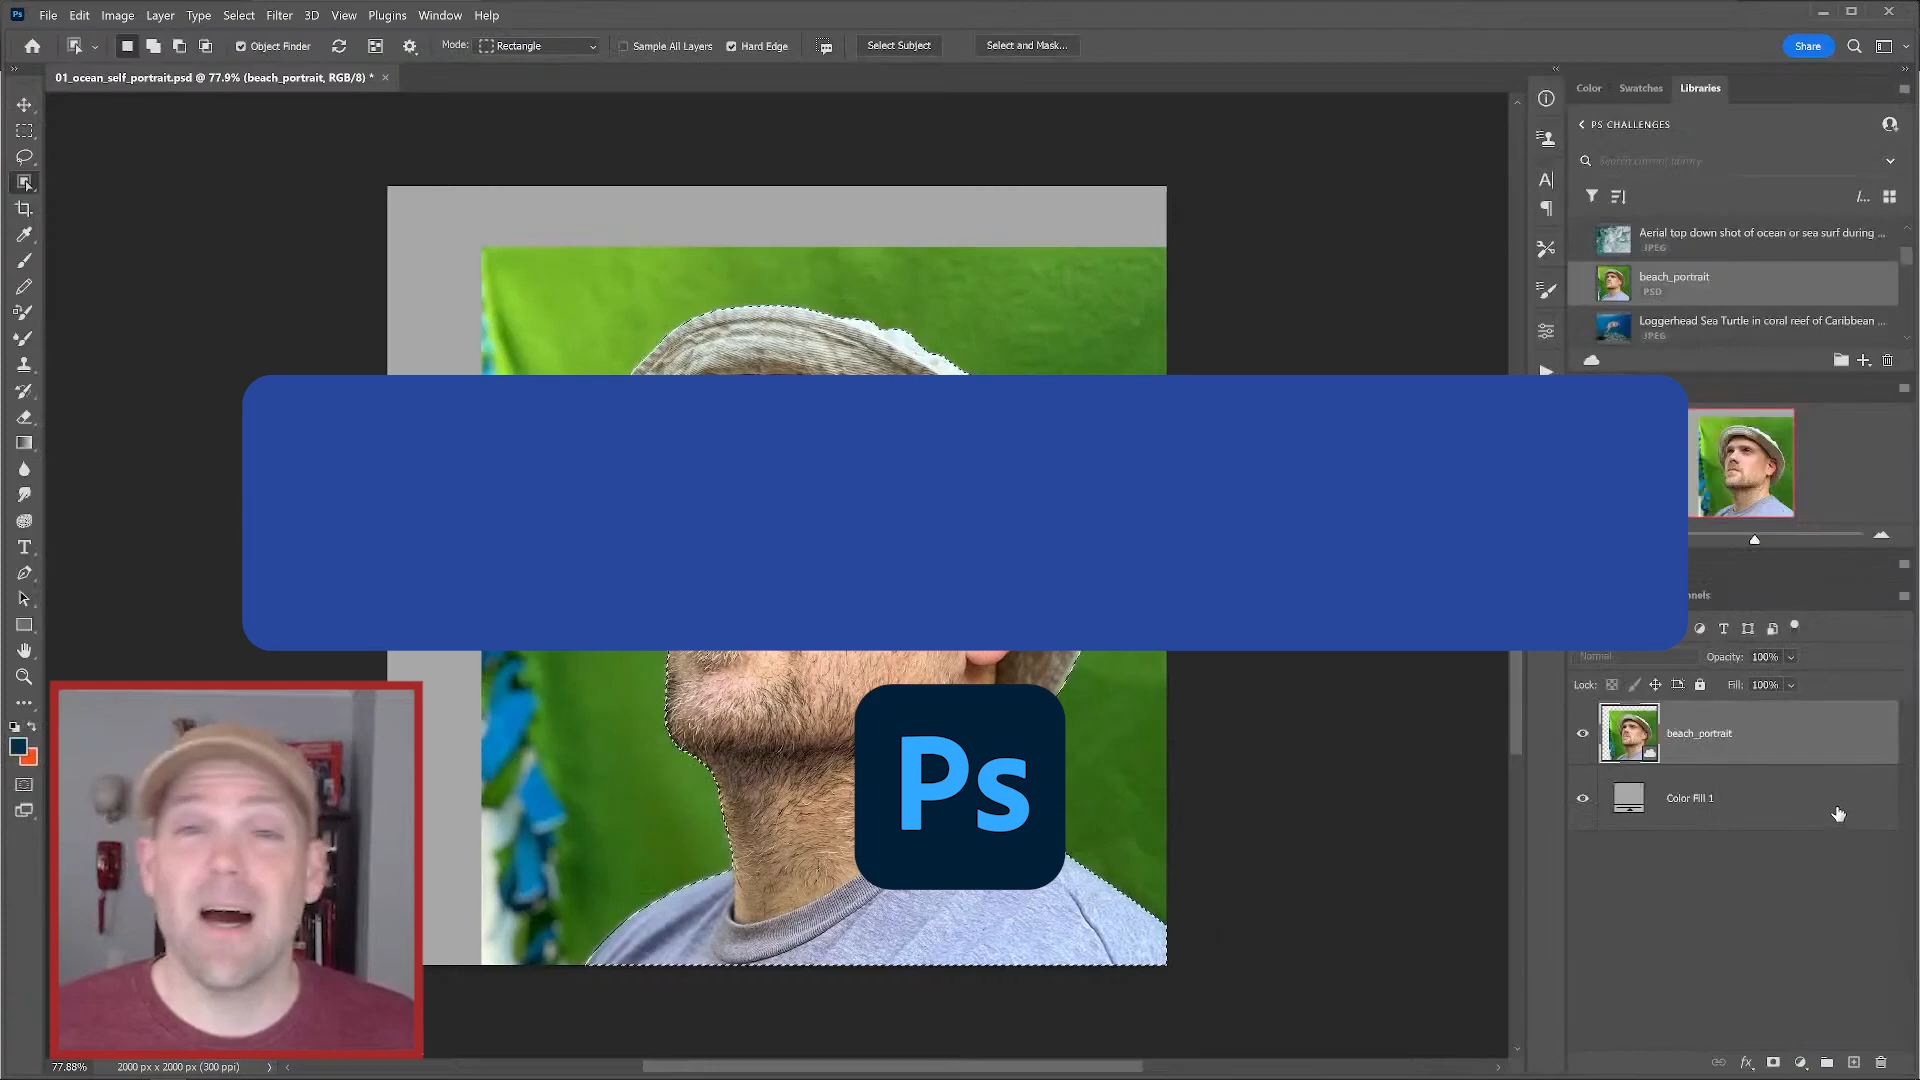 Ps File Edit Image Layer Type Select Filter 3D View Plugins Window Help
Object Finder Mode: Rectangle Sample All Layers Hard Edge Select Subject Select and Mask... Share
01_ocean_self_portrait.psd @ 77.9% (beach_portrait, RGB/8) * ×
Color Swatches Libraries
PS CHALLENGES
Search current library
Aerial top down shot of ocean or sea surf during ...
JPEG
beach_portrait
PSD
Loggerhead Sea Turtle in coral reef of Caribbean ...
JPEG
nnels
Normal Opacity: 100%
Lock: Fill: 100%
beach_portrait
Color Fill 1
Ps
77.88% 2000 px x 2000 px (300 ppi)